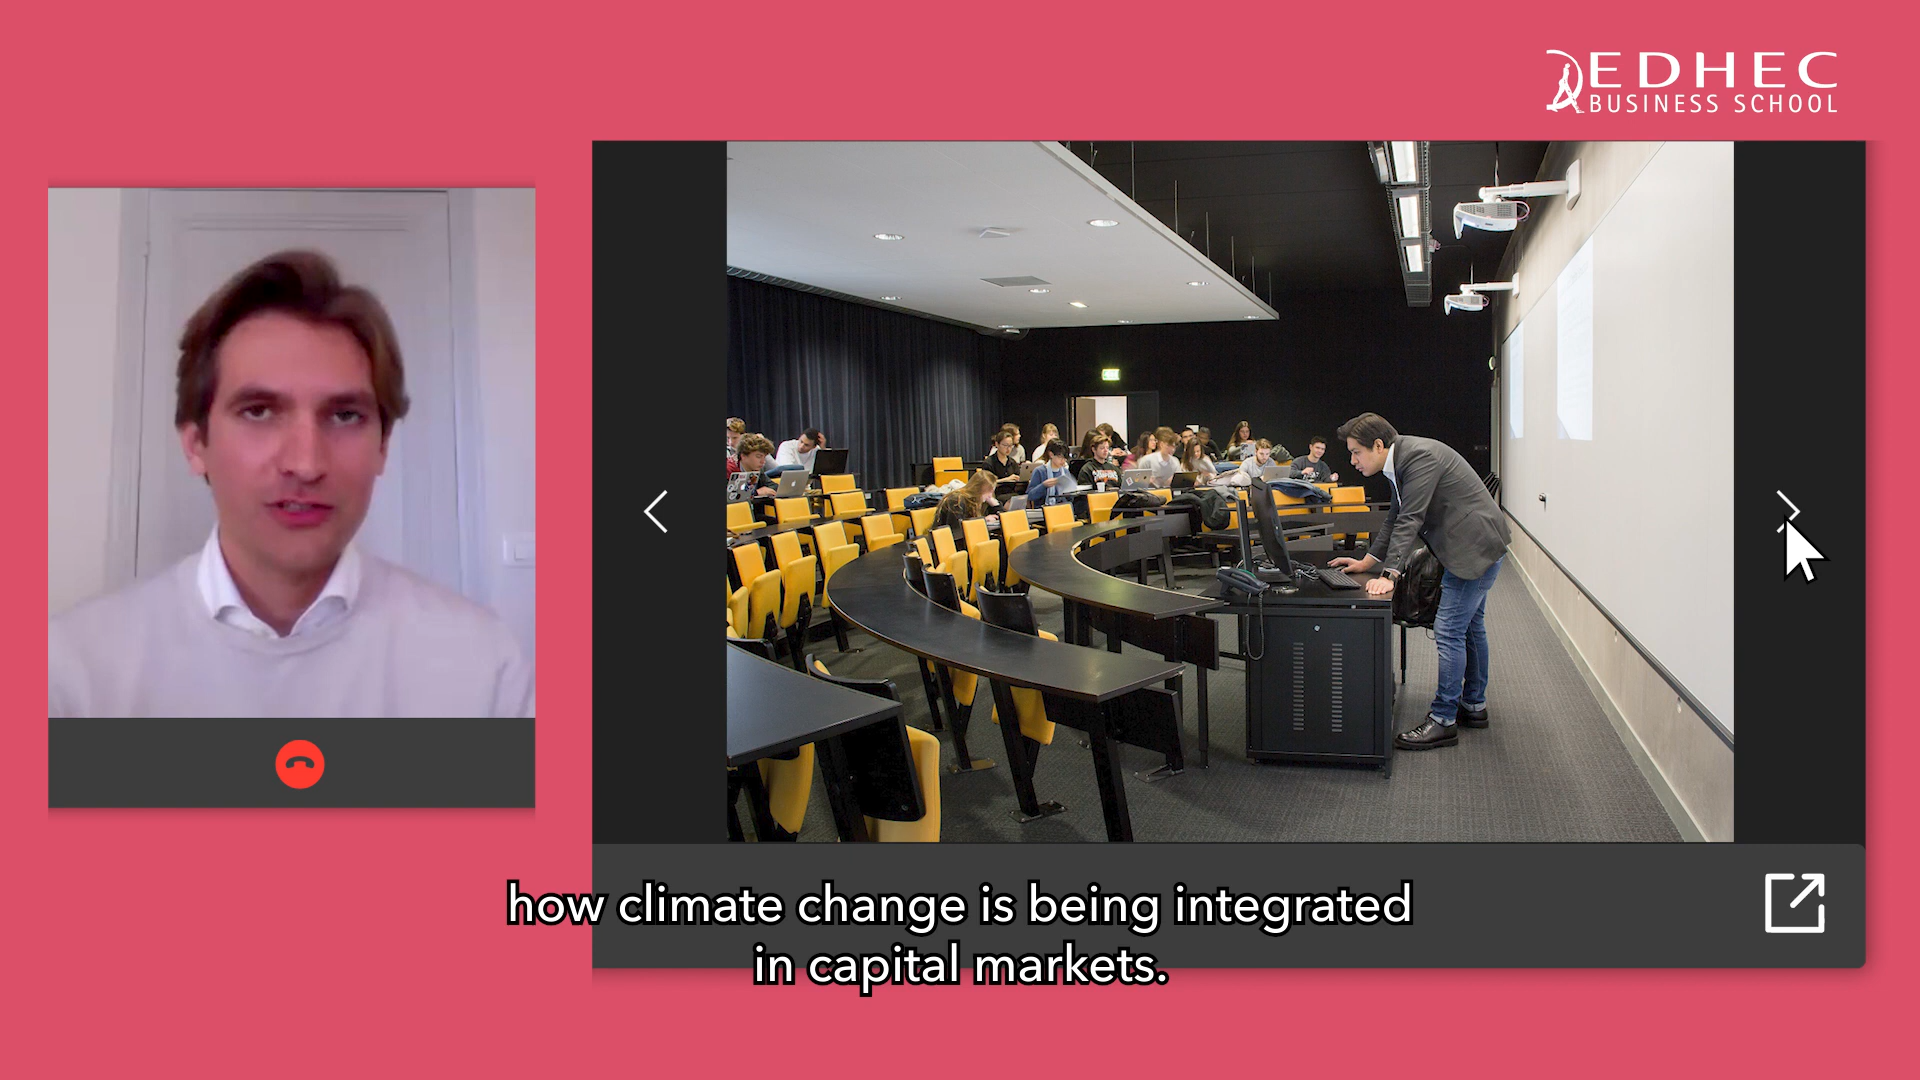 EDHEC
BUSINESS SCHOOL
how climate change is being integrated
in capital markets.